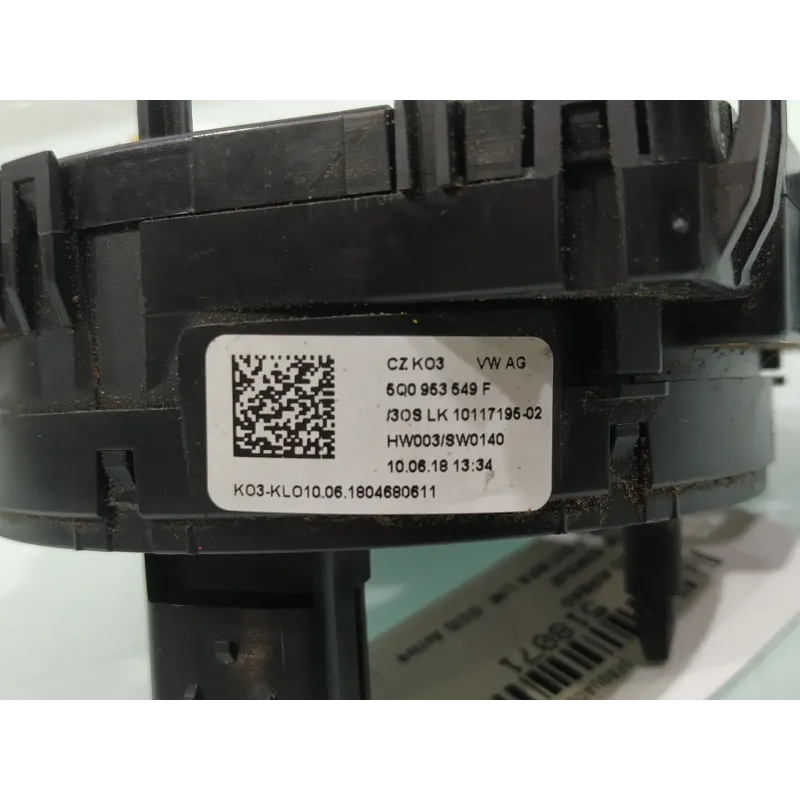 CZ K03 VW AG
5Q0 953 549 F
/3OS LK 10117195-02
HW003/SW0140
10.06.18 13:34
K03-KLO10.06.1804680611
518071